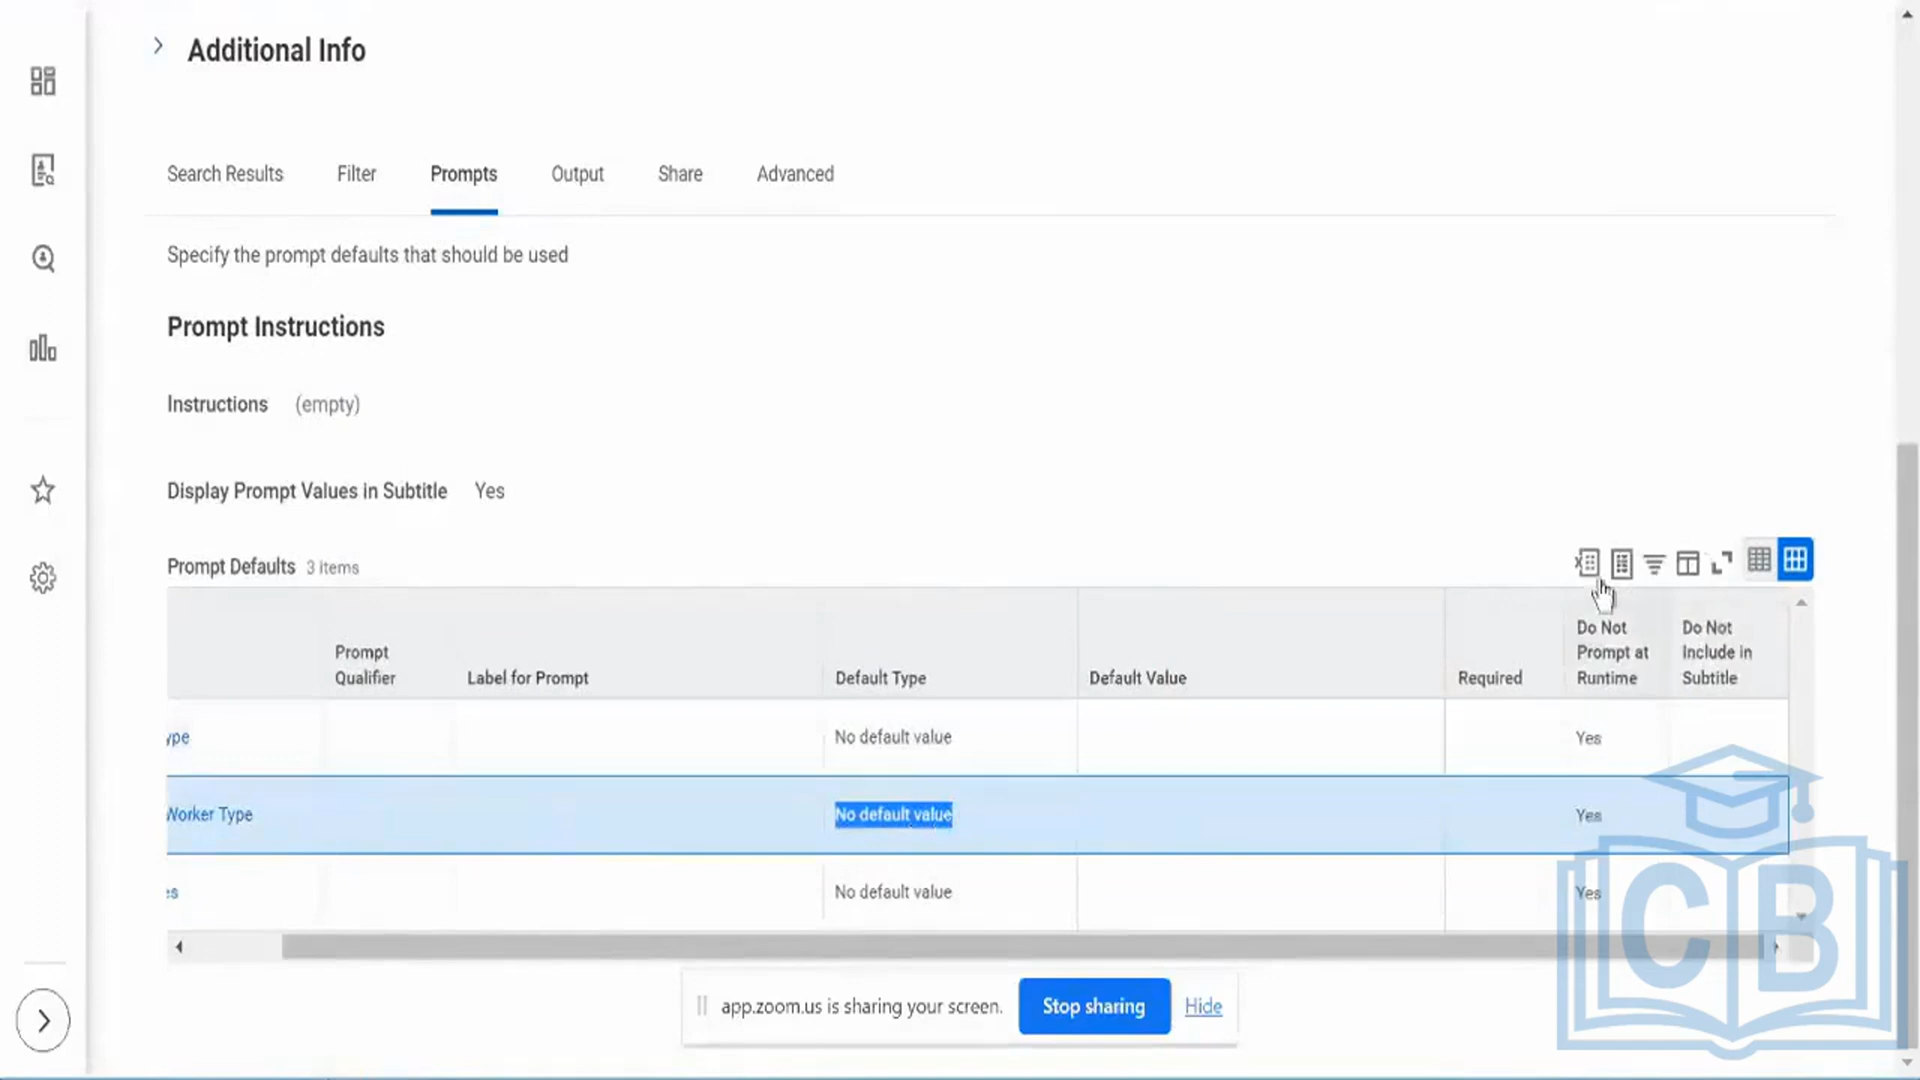 Additional Info
Search Results Filter Prompts Output Share Advanced
Specify the prompt defaults that should be used
Prompt Instructions
Instructions (empty)
Display Prompt Values in Subtitle Yes
Prompt Defaults 3 items
Prompt Qualifier
Label for Prompt
Default Type
Default Value
Required
Do Not Prompt at Runtime
Do Not Include in Subtitle
ype No default value Yes
Worker Type No default value Yes
es No default value Yes
app.zoom.us is sharing your screen. Stop sharing Hide
CB